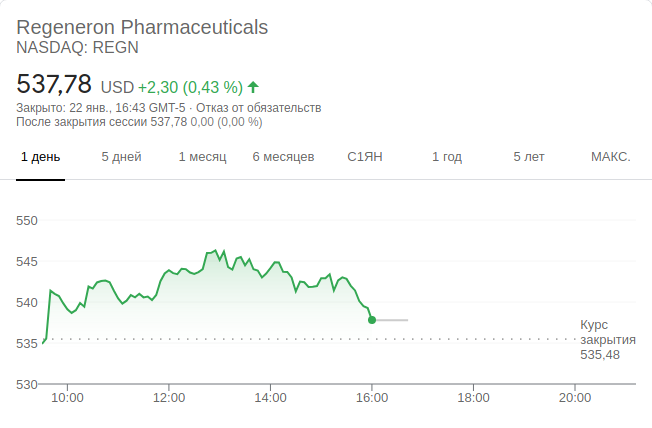 Regeneron Pharmaceuticals
NASDAQ: REGN
537,78 USD +2,30 (0,43 %)
Закрыто: 22 янв., 16:43 GMT-5 · Отказ от обязательств
После закрытия сессии 537,78 0,00 (0,00 %)
1 день 5 дней 1 месяц 6 месяцев С1ЯН 1 год 5 лет МАКС.
550
545
540
535
530
Курс
закрытия
535,48
10:00 12:00 14:00 16:00 18:00 20:00